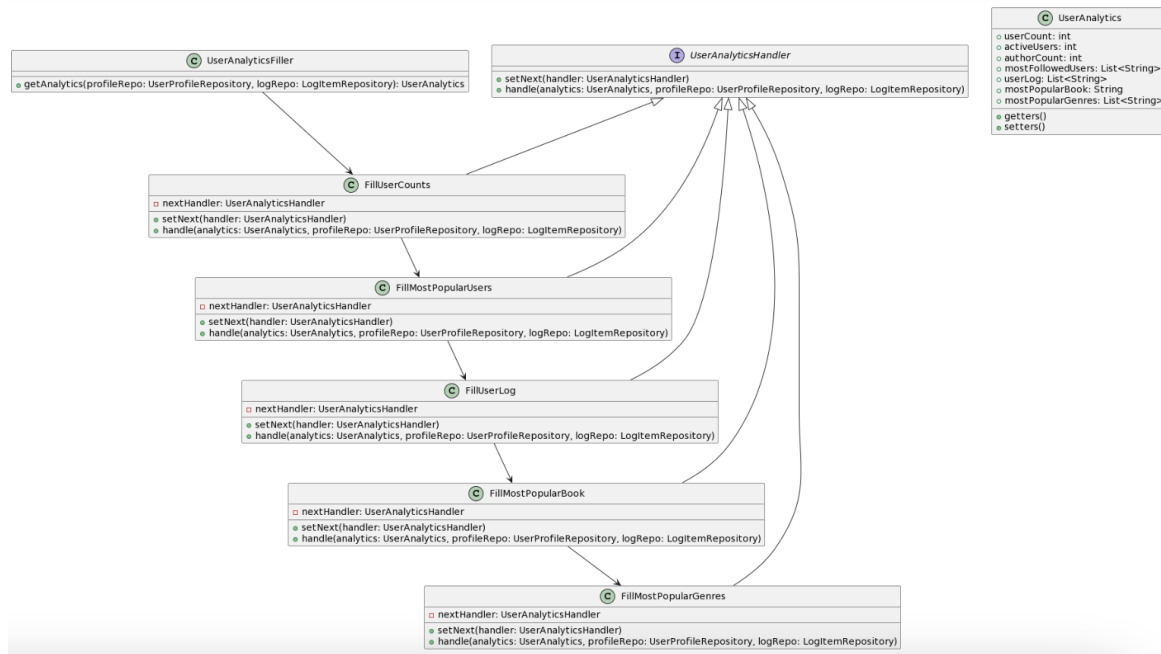 C UserAnalytics
userCount: int
activeUsers: int
authorCount: int
mostFollowedUsers: List<String>
userLog: List<String>
mostPopularBook: String
mostPopularGenres: List<String>
getters()
setters()
C UserAnalyticsFiller
getAnalytics(profileRepo: UserProfileRepository, logRepo: LogItemRepository): UserAnalytics
I UserAnalyticsHandler
setNext(handler: UserAnalyticsHandler)
handle(analytics: UserAnalytics, profileRepo: UserProfileRepository, logRepo: LogItemRepository)
C FillUserCounts
nextHandler: UserAnalyticsHandler
setNext(handler: UserAnalyticsHandler)
handle(analytics: UserAnalytics, profileRepo: UserProfileRepository, logRepo: LogItemRepository)
C FillMostPopularUsers
nextHandler: UserAnalyticsHandler
setNext(handler: UserAnalyticsHandler)
handle(analytics: UserAnalytics, profileRepo: UserProfileRepository, logRepo: LogItemRepository)
C FillUserLog
nextHandler: UserAnalyticsHandler
setNext(handler: UserAnalyticsHandler)
handle(analytics: UserAnalytics, profileRepo: UserProfileRepository, logRepo: LogItemRepository)
C FillMostPopularBook
nextHandler: UserAnalyticsHandler
setNext(handler: UserAnalyticsHandler)
handle(analytics: UserAnalytics, profileRepo: UserProfileRepository, logRepo: LogItemRepository)
C FillMostPopularGenres
nextHandler: UserAnalyticsHandler
setNext(handler: UserAnalyticsHandler)
handle(analytics: UserAnalytics, profileRepo: UserProfileRepository, logRepo: LogItemRepository)